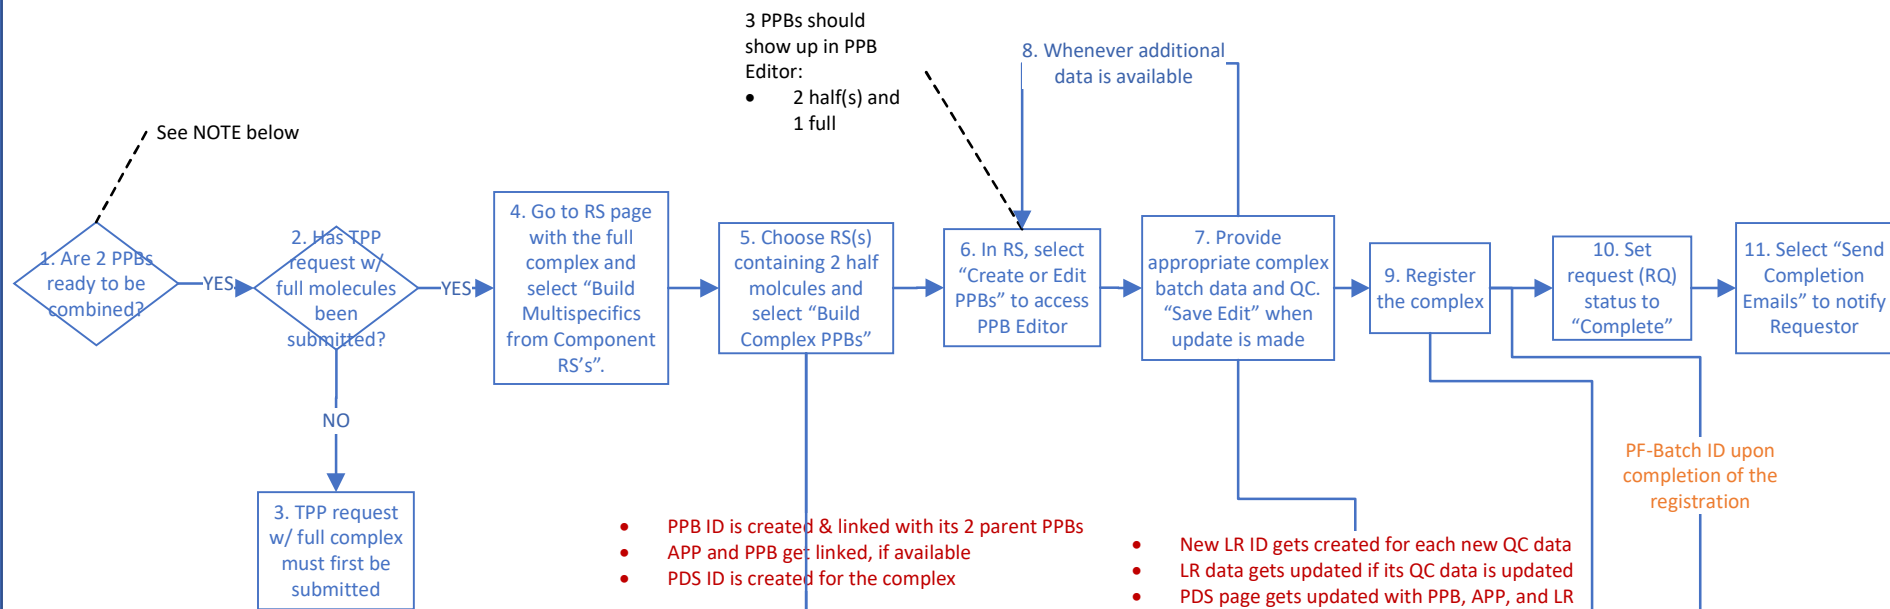 3 PPBs should
show up in PPB
Editor:
• 2 half(s) and
1 full
8. Whenever additional
data is available
See NOTE below
1. Are 2 PPBs
ready to be
combined?
YES
2. Has TPP
request w/
full molecules
been
submitted?
YES
NO
3. TPP request
w/ full complex
must first be
submitted
4. Go to RS page
with the full
complex and
select “Build
Multispecifics
from Component
RS’s”.
5. Choose RS(s)
containing 2 half
molcules and
select “Build
Complex PPBs”
6. In RS, select
“Create or Edit
PPBs” to access
PPB Editor
7. Provide
appropriate complex
batch data and QC.
“Save Edit” when
update is made
9. Register
the complex
10. Set
request (RQ)
status to
“Complete”
11. Select “Send
Completion
Emails” to notify
Requestor
PF-Batch ID upon
completion of the
registration
• PPB ID is created & linked with its 2 parent PPBs
• APP and PPB get linked, if available
• PDS ID is created for the complex
• New LR ID gets created for each new QC data
• LR data gets updated if its QC data is updated
• PDS page gets updated with PPB, APP, and LR